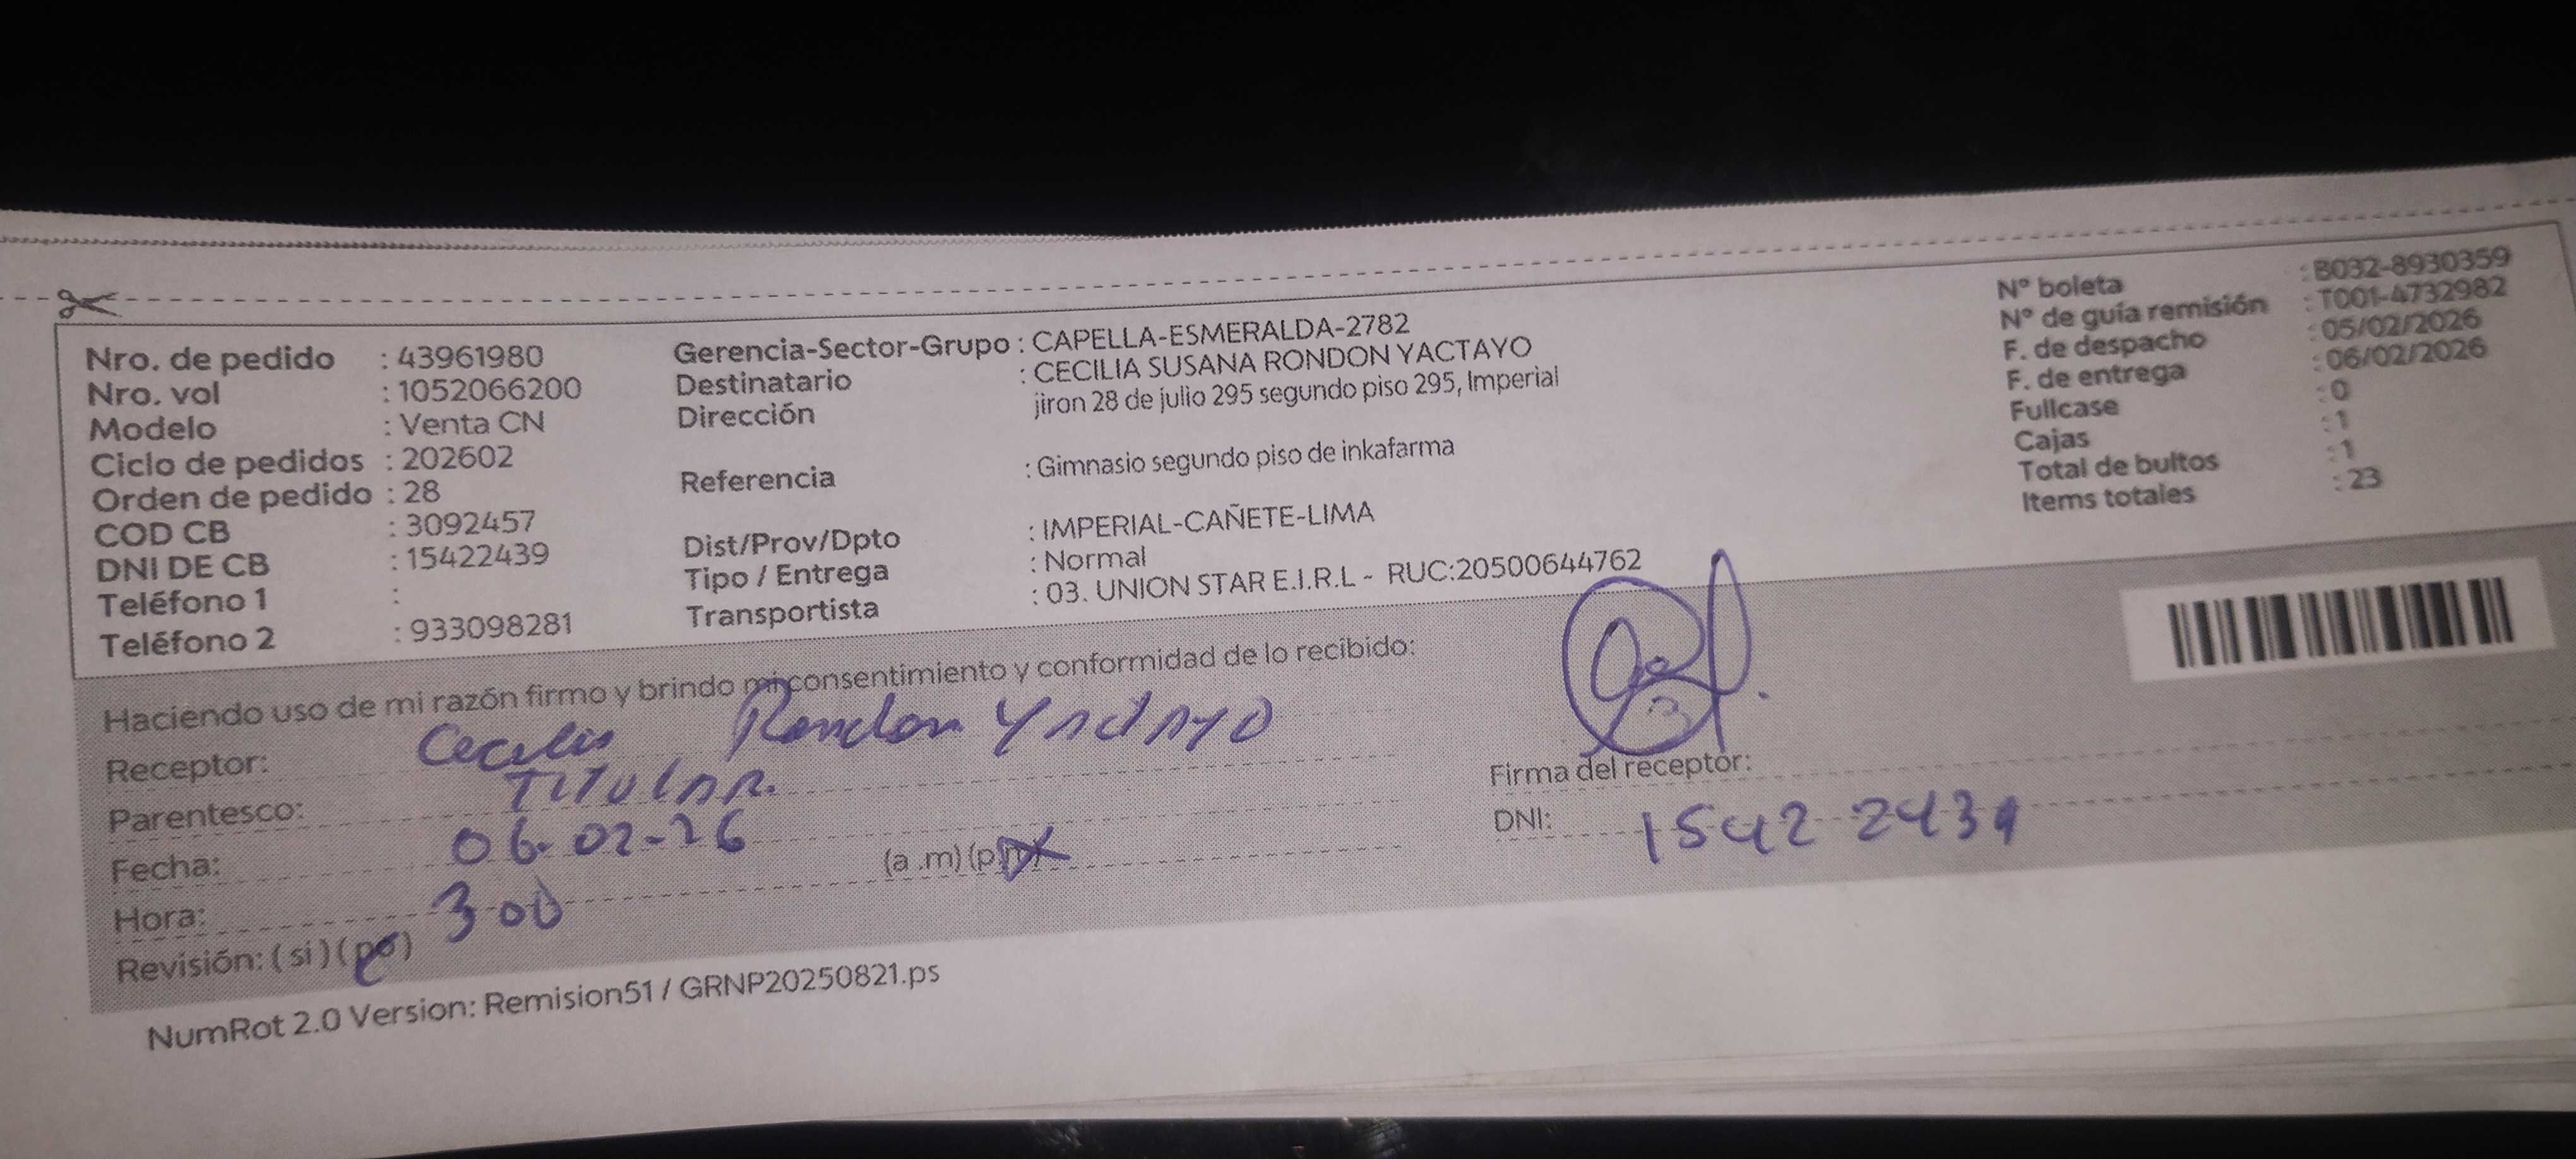 Nro. de pedido : 43961980
Nro. vol : 1052066200
Modelo : Venta CN
Ciclo de pedidos : 202602
Orden de pedido : 28
COD CB : 3092457
DNI DE CB : 15422439
Teléfono 1 :
Teléfono 2 : 933098281
Gerencia-Sector-Grupo : CAPELLA-ESMERALDA-2782
Destinatario : CECILIA SUSANA RONDON YACTAYO
Dirección jiron 28 de julio 295 segundo piso 295, Imperial
Referencia : Gimnasio segundo piso de inkafarma
Dist/Prov/Dpto : IMPERIAL-CAÑETE-LIMA
Tipo / Entrega : Normal
Transportista : 03. UNION STAR E.I.R.L - RUC:20500644762
N° boleta : B032-8930359
N° de guía remisión : T001-4732982
F. de despacho : 05/02/2026
F. de entrega : 06/02/2026
Fullcase : 0
Cajas : 1
Total de bultos : 1
Items totales : 23
Haciendo uso de mi razón firmo y brindo mi consentimiento y conformidad de lo recibido:
Receptor: Cecilia Rondon Yactayo
Parentesco: TITULAR.
Fecha: 06-02-26
Hora: 300 (a .m) (p.m)
Revisión: ( si ) ( no )
Firma del receptor:
DNI: 15422439
NumRot 2.0 Version: Remision51 / GRNP20250821.ps